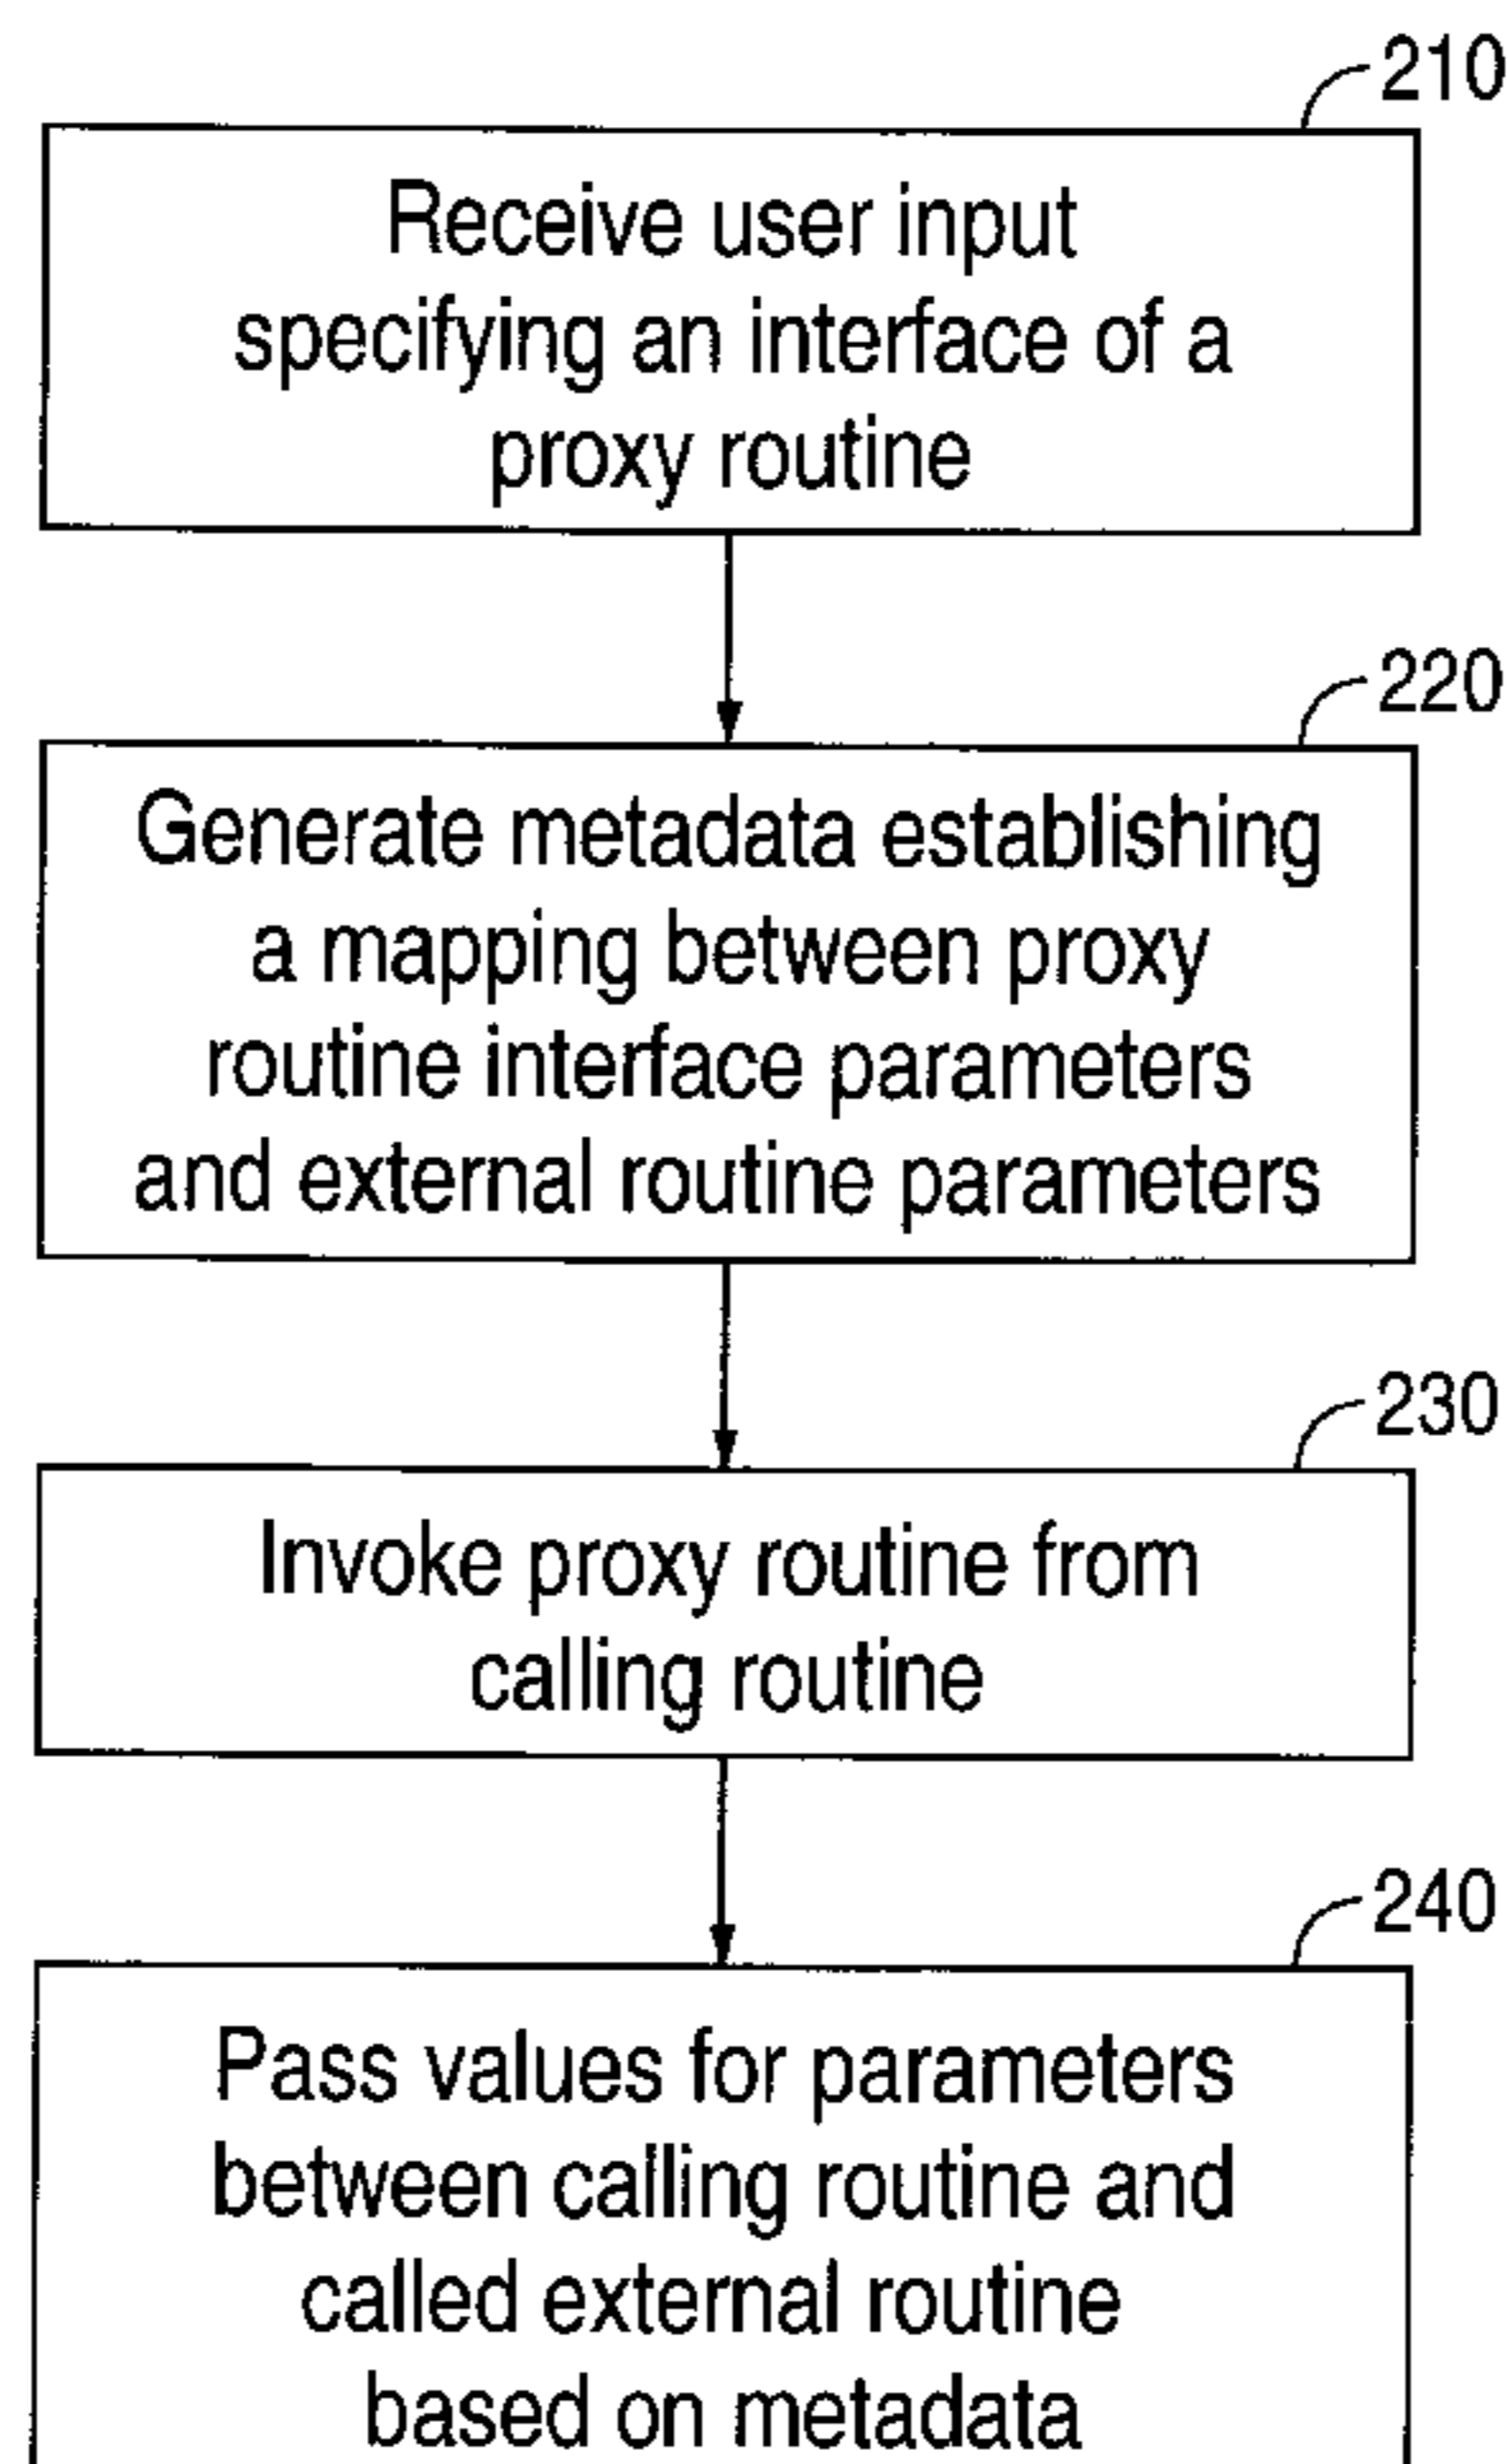 210
Receive user input
specifying an interface of a
proxy routine
220
Generate metadata establishing
a mapping between proxy
routine interface parameters
and external routine parameters
230
Invoke proxy routine from
calling routine
240
Pass values for parameters
between calling routine and
called external routine
based on metadata